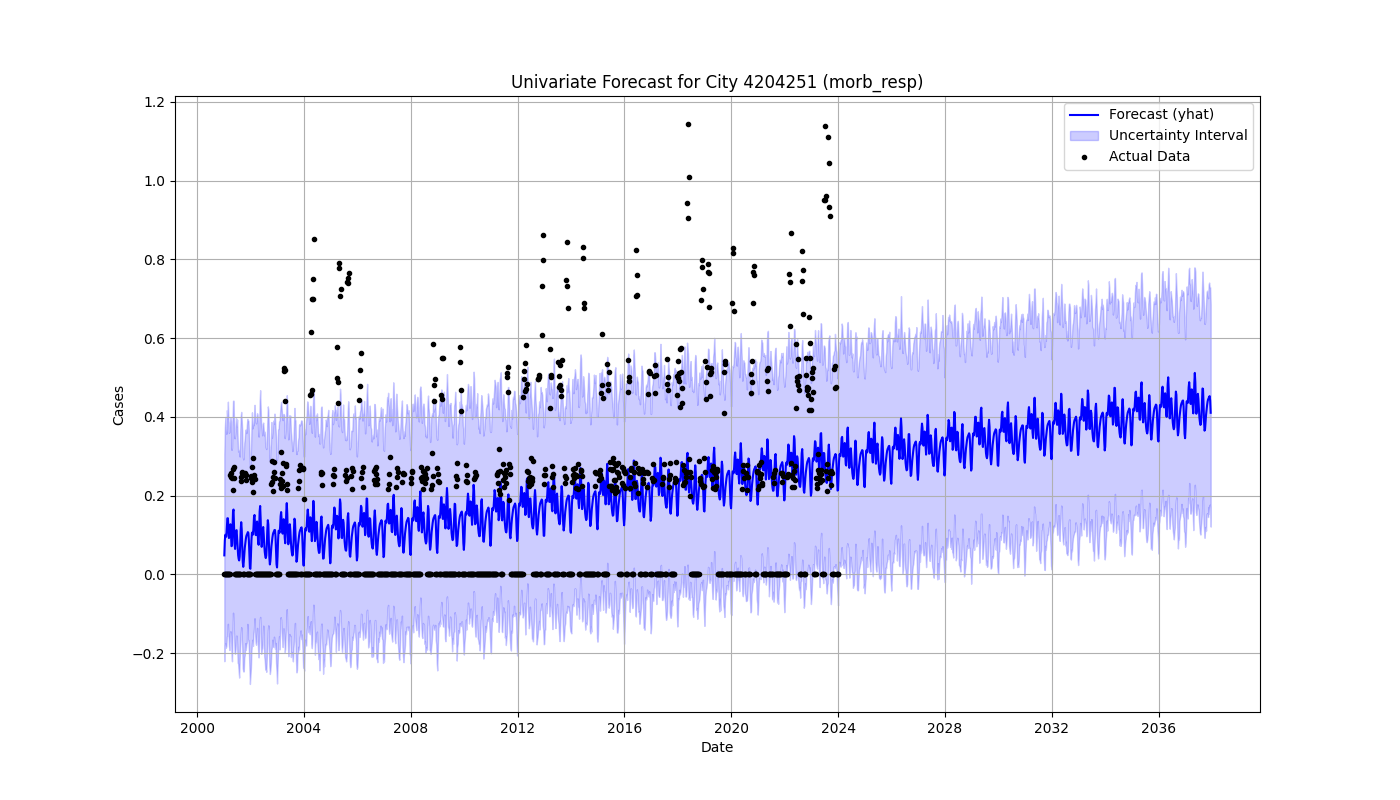 Univariate Forecast for City 4204251 (morb_resp)
Forecast (yhat)
Uncertainty Interval
Actual Data
Cases
1.2
1.0
0.8
0.6
0.4
0.2
0.0
−0.2
2000 2004 2008 2012 2016 2020 2024 2028 2032 2036
Date